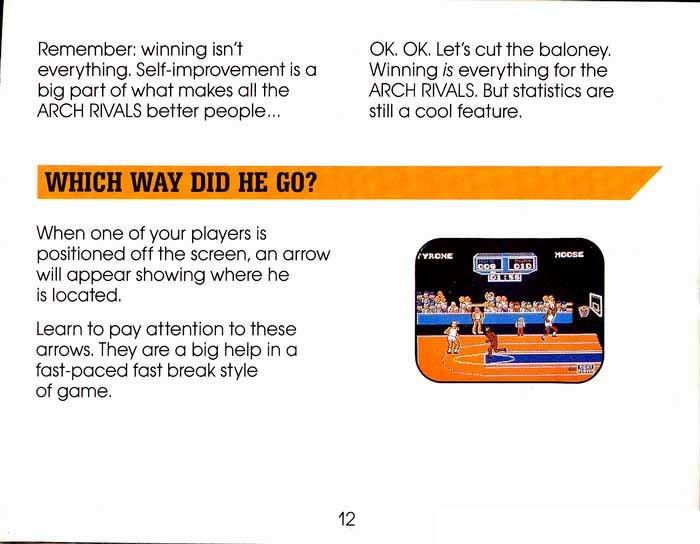 Remember: winning isn't
everything. Self-improvement is a
big part of what makes all the
ARCH RIVALS better people...
OK. OK. Let's cut the baloney.
Winning is everything for the
ARCH RIVALS. But statistics are
still a cool feature.
WHICH WAY DID HE GO?
When one of your players is
positioned off the screen, an arrow
will appear showing where he
is located.
Learn to pay attention to these
arrows. They are a big help in a
fast-paced fast break style
of game.
TYRONE
MOOSE
12